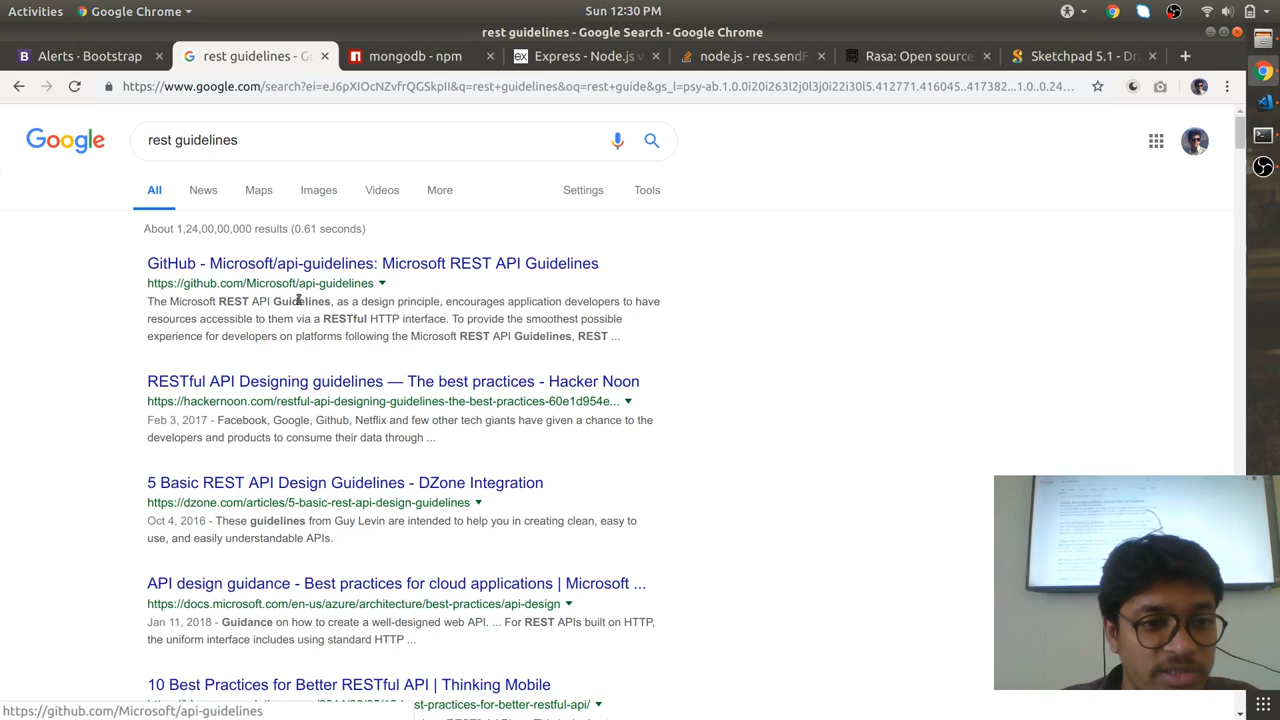 Activities Google Chrome Sun 12:30 PM
rest guidelines - Google Search - Google Chrome
Alerts - Bootstrap
rest guidelines - G
mongodb - npm
Express - Node.js w
node.js - res.sendF
Rasa: Open source
Sketchpad 5.1 - Dra
https://www.google.com/search?ei=eJ6pXIOcNZvfrQGSkpII&q=rest+guidelines&oq=rest+guide&gs_l=psy-ab.1.0.0i20i263l2j0l3j0i22i30l5.412771.416045..417382...1.0..0.24...
Google
rest guidelines
All News Maps Images Videos More Settings Tools
About 1,24,00,00,000 results (0.61 seconds)
GitHub - Microsoft/api-guidelines: Microsoft REST API Guidelines
https://github.com/Microsoft/api-guidelines
The Microsoft REST API Guidelines, as a design principle, encourages application developers to have
resources accessible to them via a RESTful HTTP interface. To provide the smoothest possible
experience for developers on platforms following the Microsoft REST API Guidelines, REST ...
RESTful API Designing guidelines — The best practices - Hacker Noon
https://hackernoon.com/restful-api-designing-guidelines-the-best-practices-60e1d954e...
Feb 3, 2017 - Facebook, Google, Github, Netflix and few other tech giants have given a chance to the
developers and products to consume their data through ...
5 Basic REST API Design Guidelines - DZone Integration
https://dzone.com/articles/5-basic-rest-api-design-guidelines
Oct 4, 2016 - These guidelines from Guy Levin are intended to help you in creating clean, easy to
use, and easily understandable APIs.
API design guidance - Best practices for cloud applications | Microsoft ...
https://docs.microsoft.com/en-us/azure/architecture/best-practices/api-design
Jan 11, 2018 - Guidance on how to create a well-designed web API. ... For REST APIs built on HTTP,
the uniform interface includes using standard HTTP ...
10 Best Practices for Better RESTful API | Thinking Mobile
st-practices-for-better-restful-api/
https://github.com/Microsoft/api-guidelines